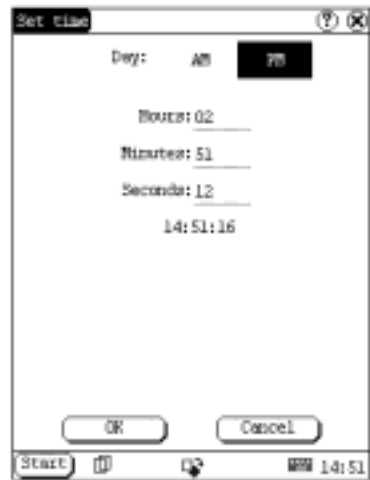 Set time ? X
Day: AM PM
Hours: 02
Minutes: 51
Seconds: 12
14:51:16
OK Cancel
Start 14:51